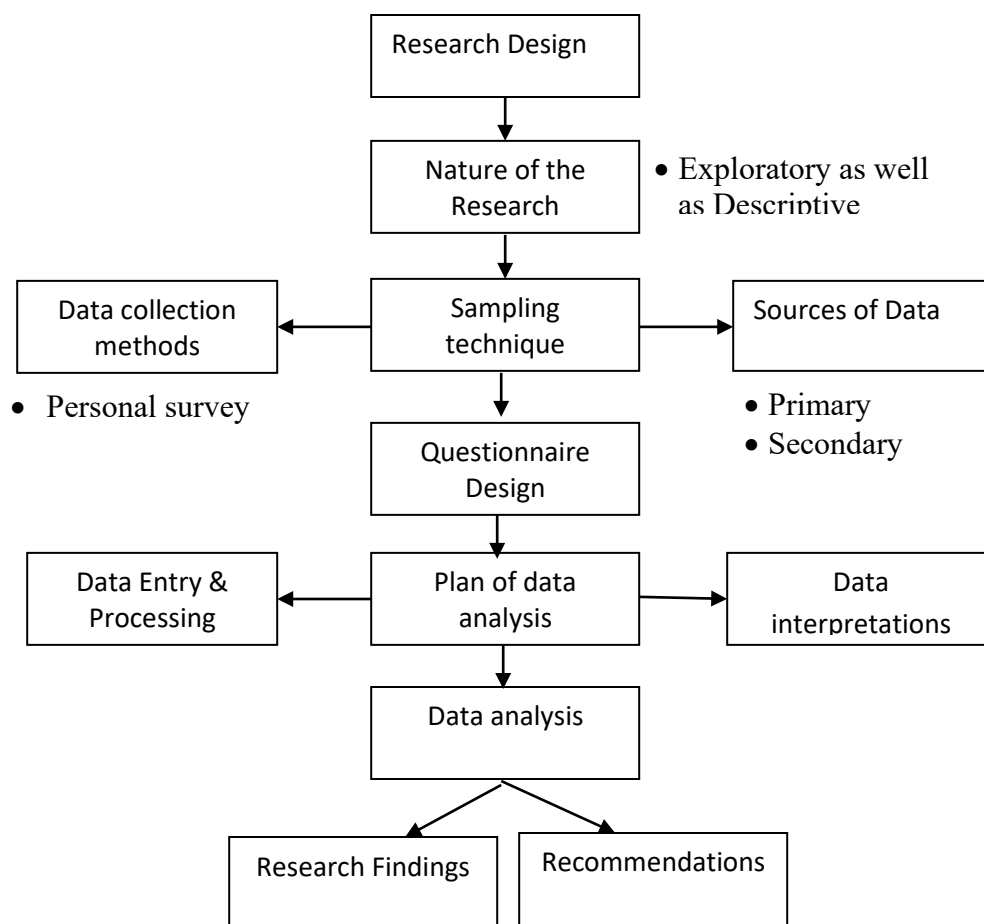 Research Design
Nature of the
Research
• Exploratory as well
as Descriptive
Data collection
methods
Sampling
technique
Sources of Data
• Personal survey
• Primary
• Secondary
Questionnaire
Design
Data Entry &
Processing
Plan of data
analysis
Data
interpretations
Data analysis
Research Findings
Recommendations